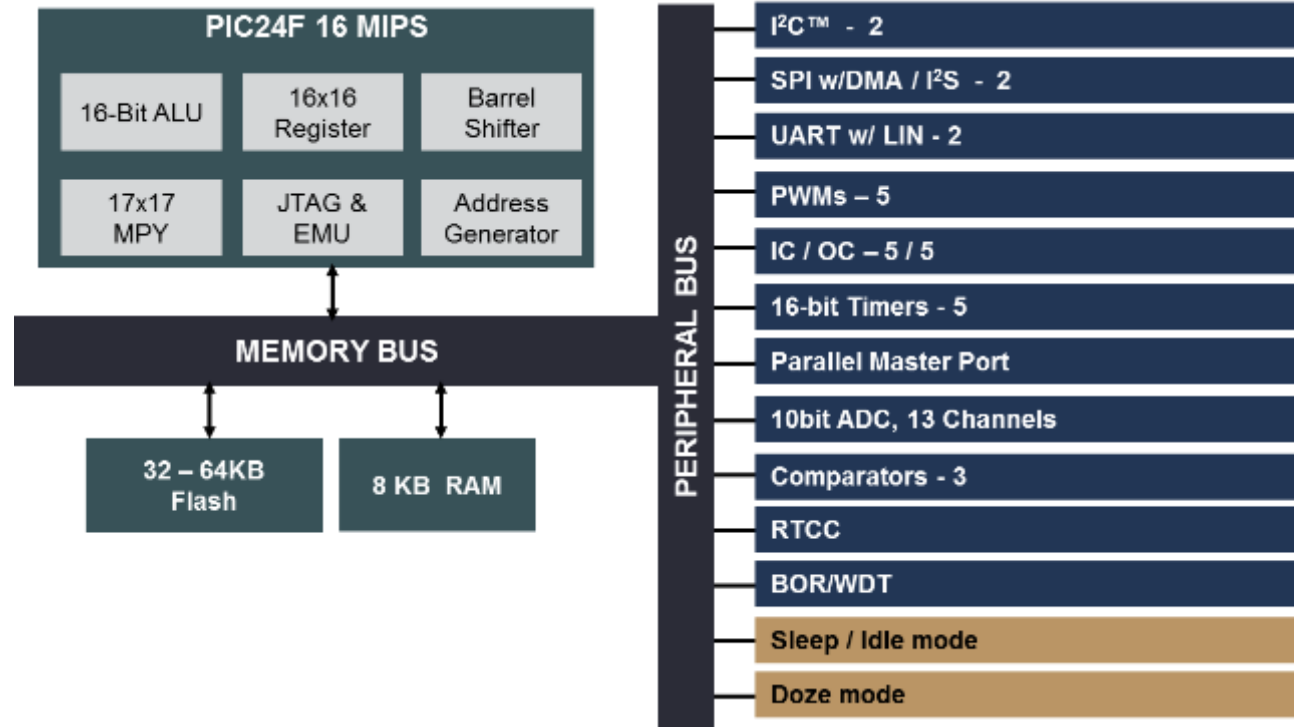 PIC24F 16 MIPS
16-Bit ALU
16x16
Register
Barrel
Shifter
17x17
MPY
JTAG &
EMU
Address
Generator
MEMORY BUS
32 – 64KB
Flash
8 KB RAM
PERIPHERAL BUS
I²C™ - 2
SPI w/DMA / I²S - 2
UART w/ LIN - 2
PWMs – 5
IC / OC – 5 / 5
16-bit Timers - 5
Parallel Master Port
10bit ADC, 13 Channels
Comparators - 3
RTCC
BOR/WDT
Sleep / Idle mode
Doze mode